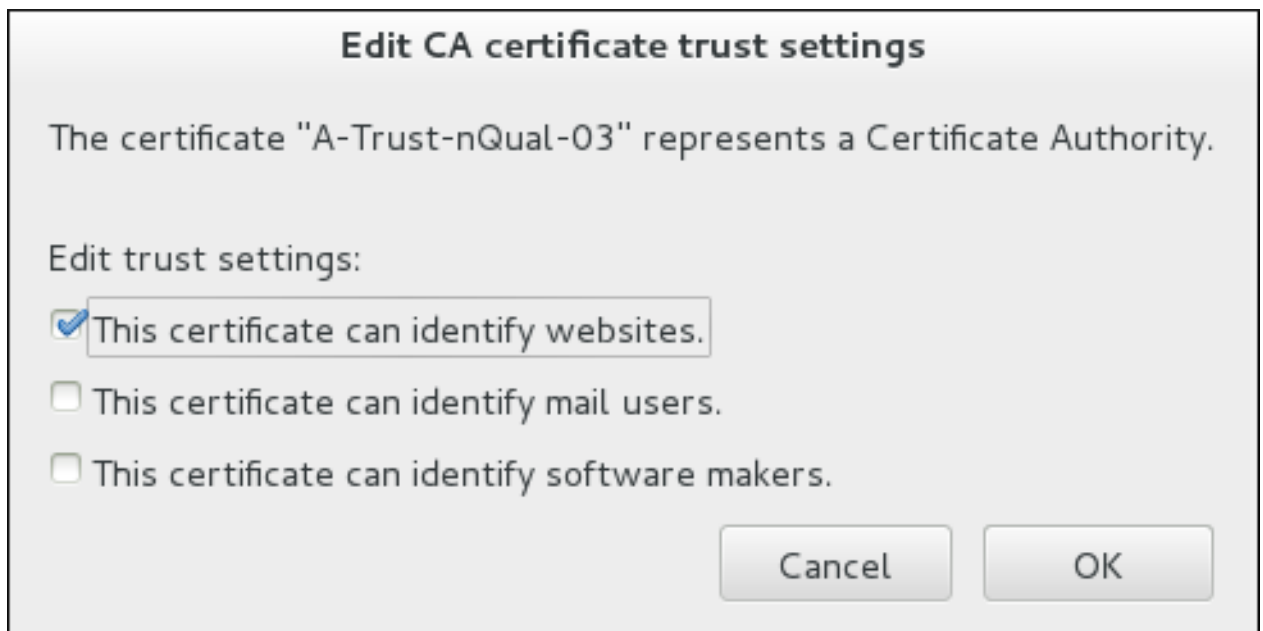 Edit CA certificate trust settings
The certificate "A-Trust-nQual-03" represents a Certificate Authority.
Edit trust settings:
This certificate can identify websites.
This certificate can identify mail users.
This certificate can identify software makers.
Cancel OK